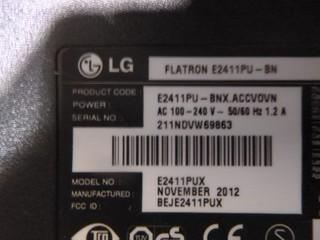 LG FLATRON E2411PU-BN
PRODUCT CODE : E2411PU-BNX.ACCVOVN
POWER : AC 100-240 V~ 50/60 Hz 1.2 A
SERIAL NO : 211NDVW69863
MODEL NO : E2411PUX
MANUFACTURED : NOVEMBER 2012
FCC ID : BEJE2411PUX